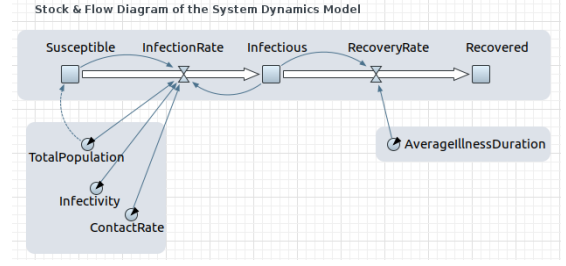 Stock & Flow Diagram of the System Dynamics Model
Susceptible InfectionRate Infectious RecoveryRate Recovered
TotalPopulation
AverageIllnessDuration
Infectivity
ContactRate